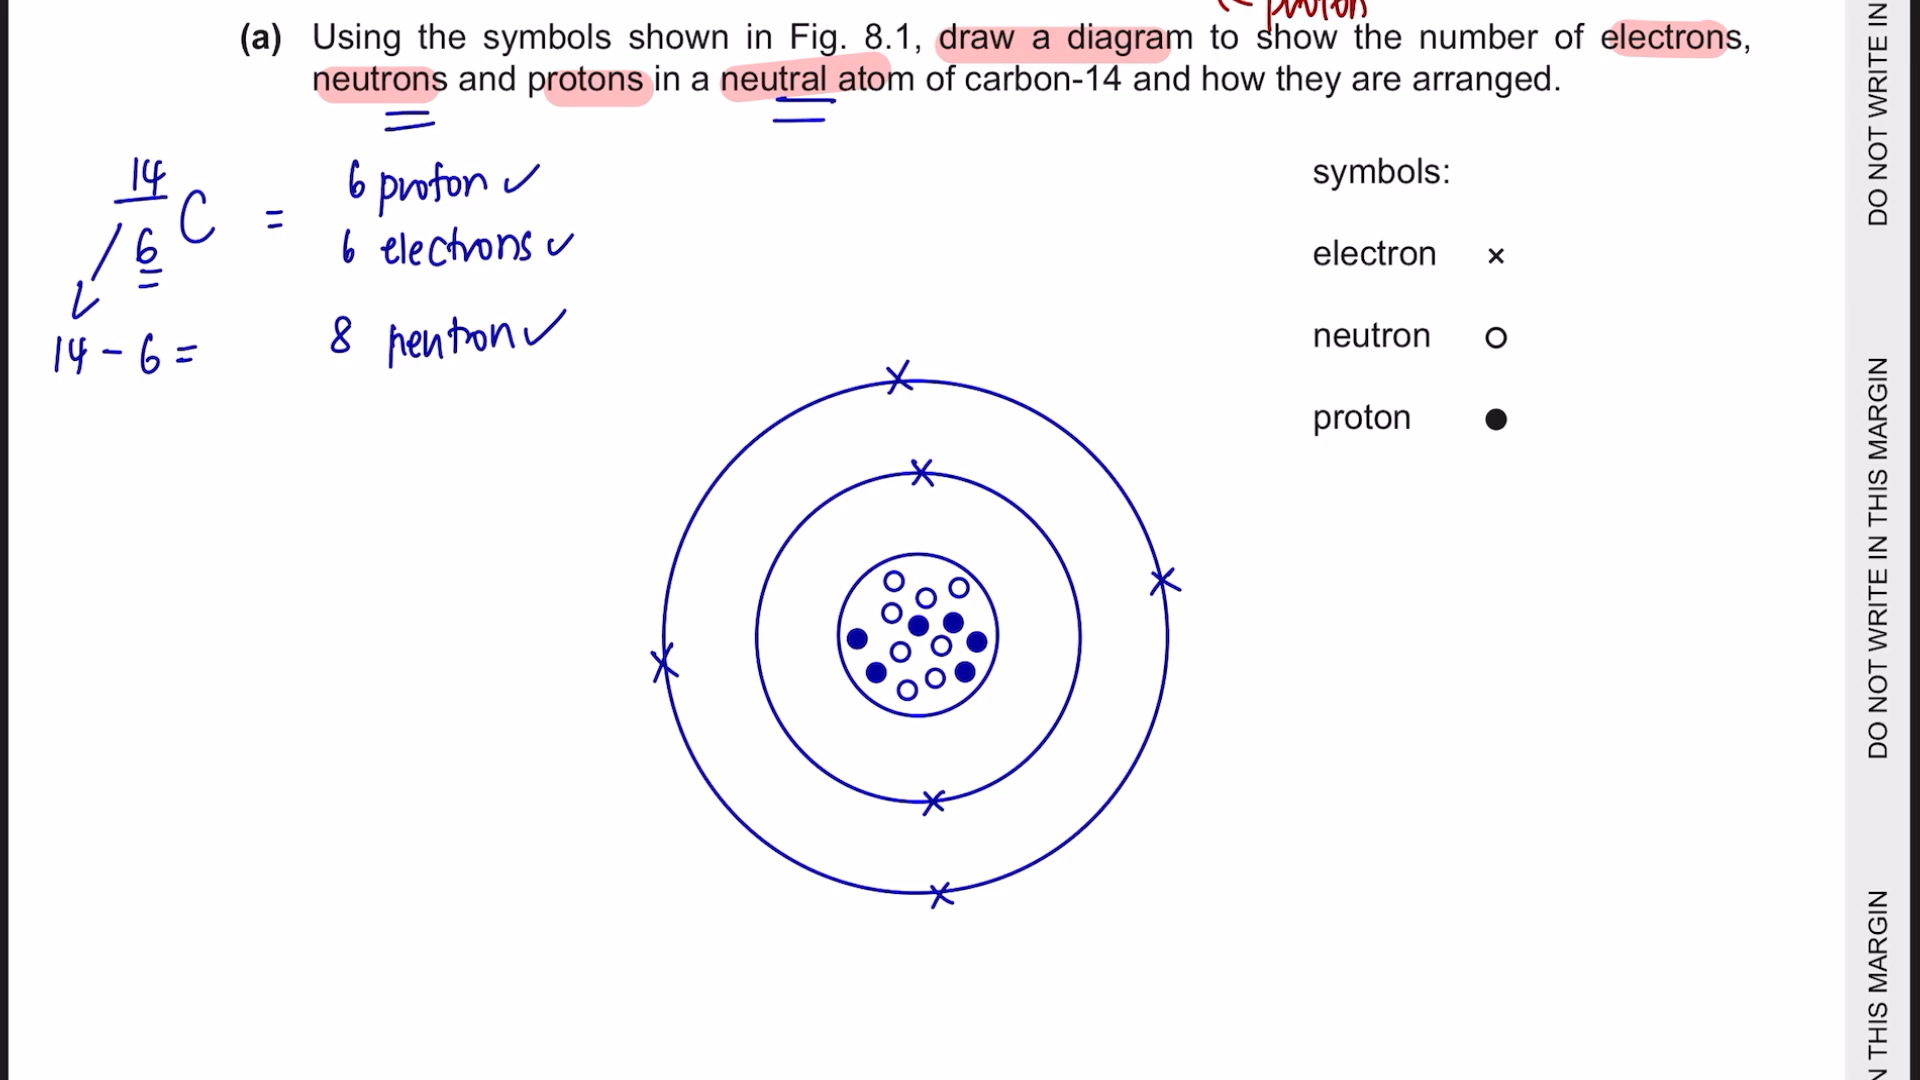 proton
(a) Using the symbols shown in Fig. 8.1, draw a diagram to show the number of electrons,
neutrons and protons in a neutral atom of carbon-14 and how they are arranged.
14
6 C = 6 proton ✓
6 electrons ✓
14 - 6 = 8 neutron ✓
symbols:
electron ×
neutron ○
proton ●
DO NOT WRITE IN
DO NOT WRITE IN THIS MARGIN
N THIS MARGIN